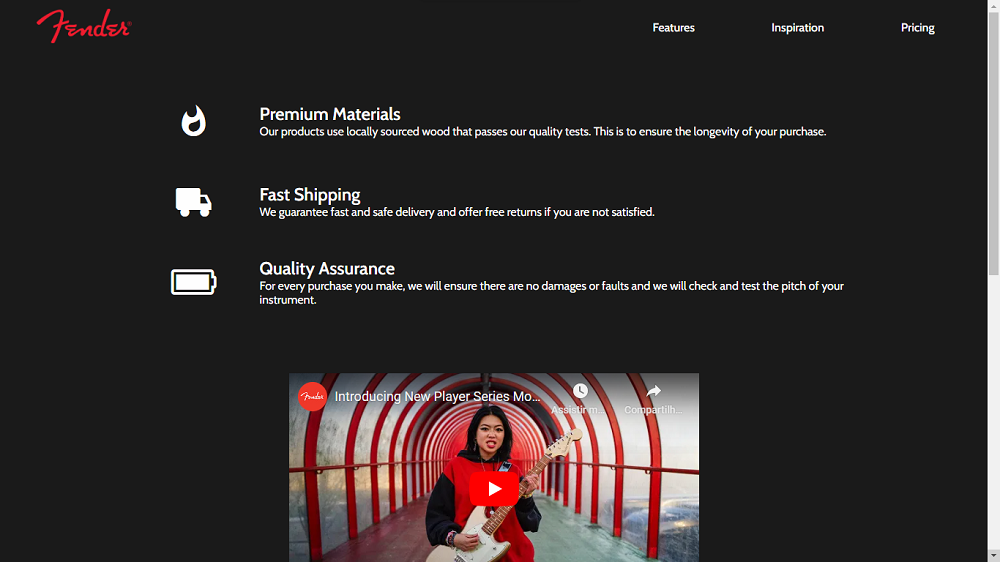 Fender
Features
Inspiration
Pricing
Premium Materials
Our products use locally sourced wood that passes our quality tests. This is to ensure the longevity of your purchase.
Fast Shipping
We guarantee fast and safe delivery and offer free returns if you are not satisfied.
Quality Assurance
For every purchase you make, we will ensure there are no damages or faults and we will check and test the pitch of your
instrument.
Fender
Introducing New Player Series Mo...
Assistir m...
Compartilh...